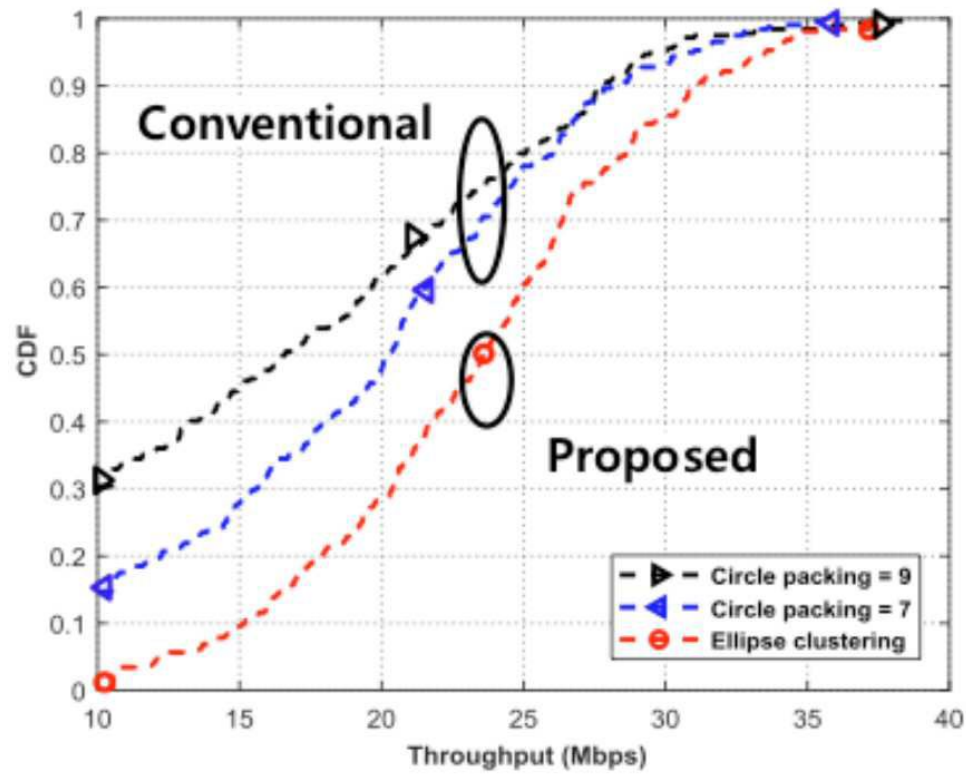 1
0.9
0.8
0.7
0.6
0.5
0.4
0.3
0.2
0.1
0
CDF
Conventional
Proposed
Circle packing = 9
Circle packing = 7
Ellipse clustering
10 15 20 25 30 35 40
Throughput (Mbps)